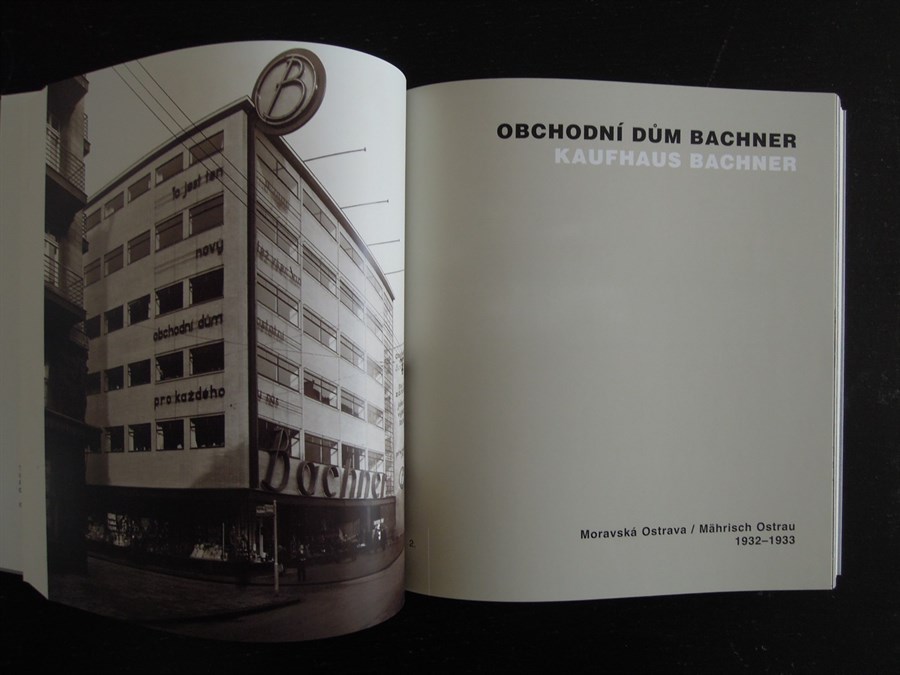 B
to jest ten
nový
obchodní dům
pro každého
u nás
Bachner
2.
OBCHODNÍ DŮM BACHNER
KAUFHAUS BACHNER
Moravská Ostrava / Mährisch Ostrau
1932–1933